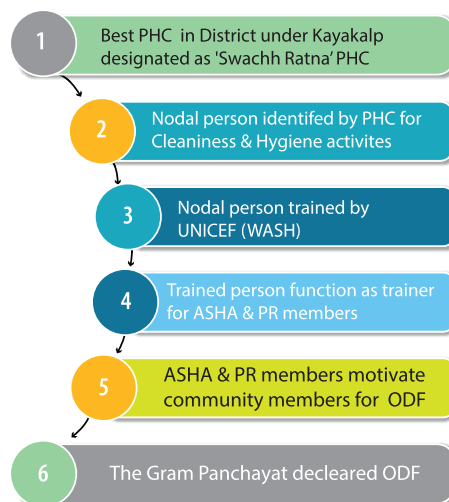 1
Best PHC in District under Kayakalp
designated as 'Swachh Ratna' PHC
2
Nodal person identifed by PHC for
Cleaniness & Hygiene activites
3
Nodal person trained by
UNICEF (WASH)
4
Trained person function as trainer
for ASHA & PR members
5
ASHA & PR members motivate
community members for ODF
6
The Gram Panchayat decleared ODF